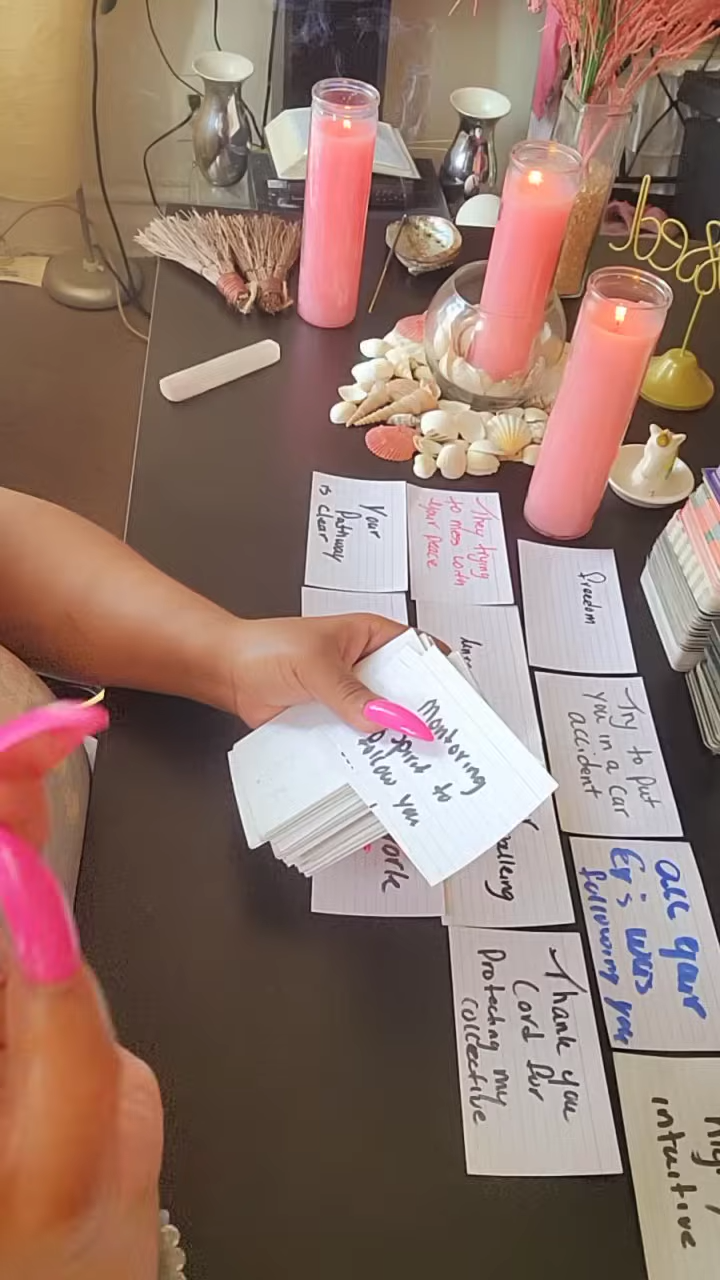 Your
Pathway
is clear
They trying
to mess with
your peace
Freedom
Try to put
you in a car
accident
monitoring
Spirit to
follow you
work
all your
Ex's was
following you
Thank you
Lord for
Protecting my
collective
intuitive